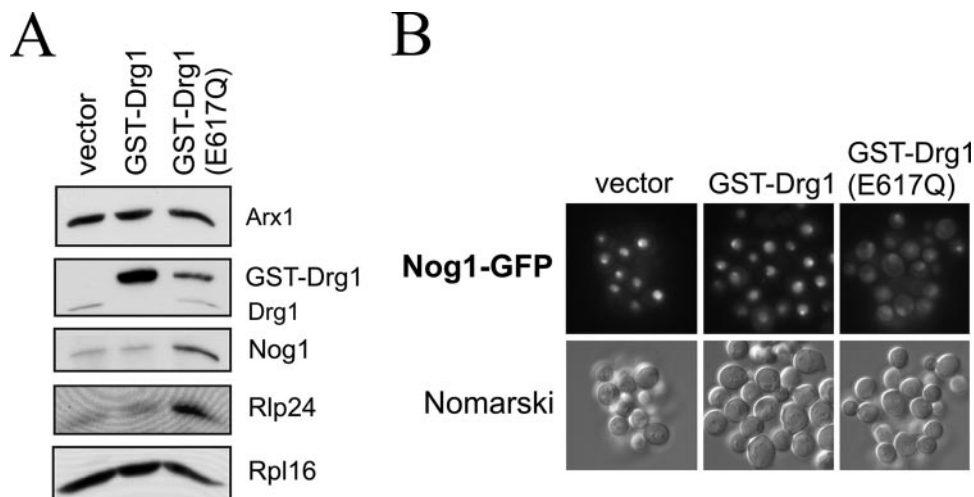 A
vector
GST-Drg1
GST-Drg1
(E617Q)
Arx1
GST-Drg1
Drg1
Nog1
Rlp24
Rpl16
B
vector
GST-Drg1
GST-Drg1
(E617Q)
Nog1-GFP
Nomarski